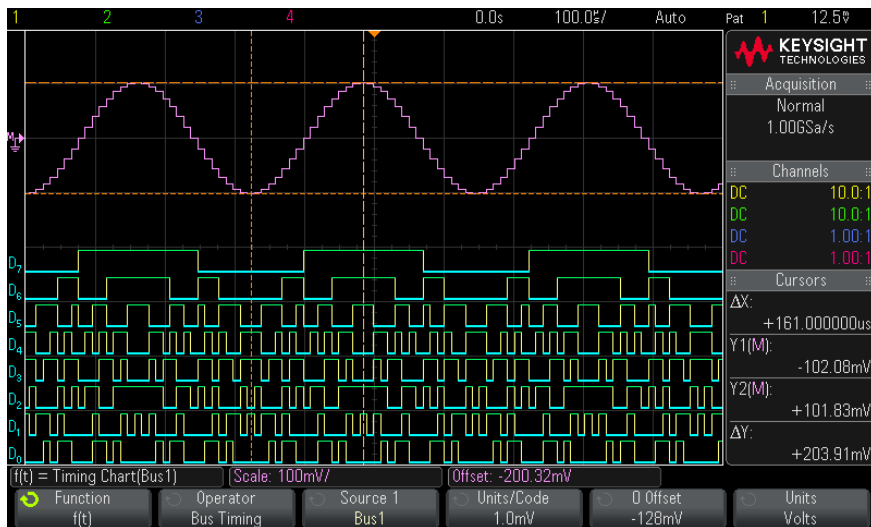 1 2 3 4 0.0s 100.0µs/ Auto Pat 1 12.5V
KEYSIGHT
TECHNOLOGIES
Acquisition
Normal
1.00GSa/s
Channels
DC 10.0:1
DC 10.0:1
DC 1.00:1
DC 1.00:1
Cursors
ΔX:
+161.000000us
Y1(M):
-102.08mV
Y2(M):
+101.83mV
ΔY:
+203.91mV
M
D7
D6
D5
D4
D3
D2
D1
D0
f(t) = Timing Chart(Bus1) Scale: 100mV/ Offset: -200.32mV
Function
f(t)
Operator
Bus Timing
Source 1
Bus1
Units/Code
1.0mV
0 Offset
-128mV
Units
Volts